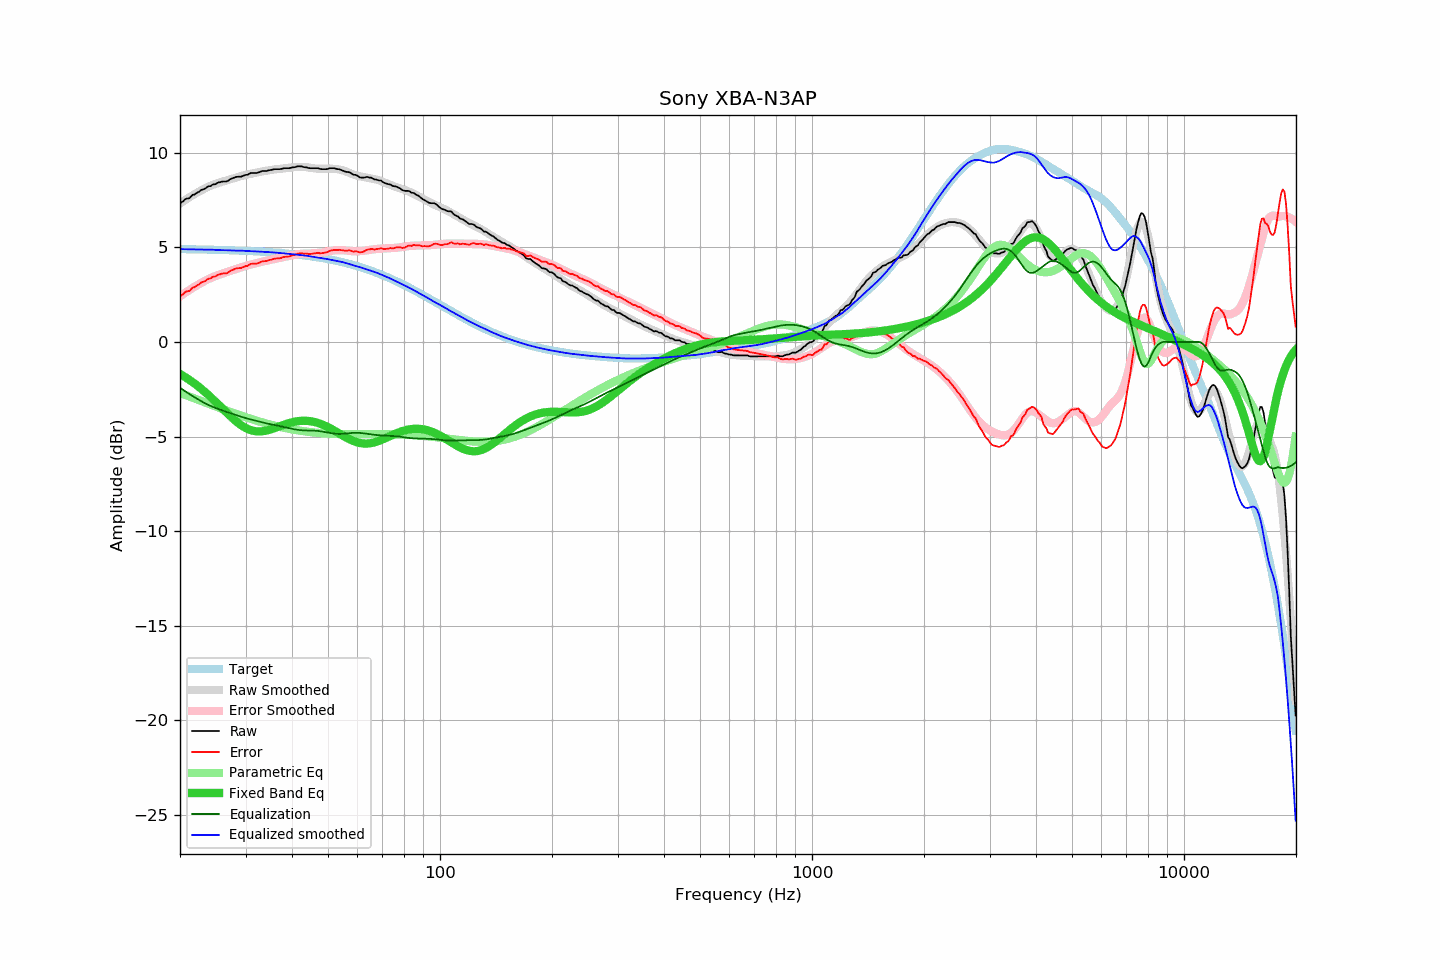 Sony XBA-N3AP
10
5
0
−5
−10
−15
−20
−25
Amplitude (dBr)
Target
Raw Smoothed
Error Smoothed
Raw
Error
Parametric Eq
Fixed Band Eq
Equalization
Equalized smoothed
100
1000
10000
Frequency (Hz)